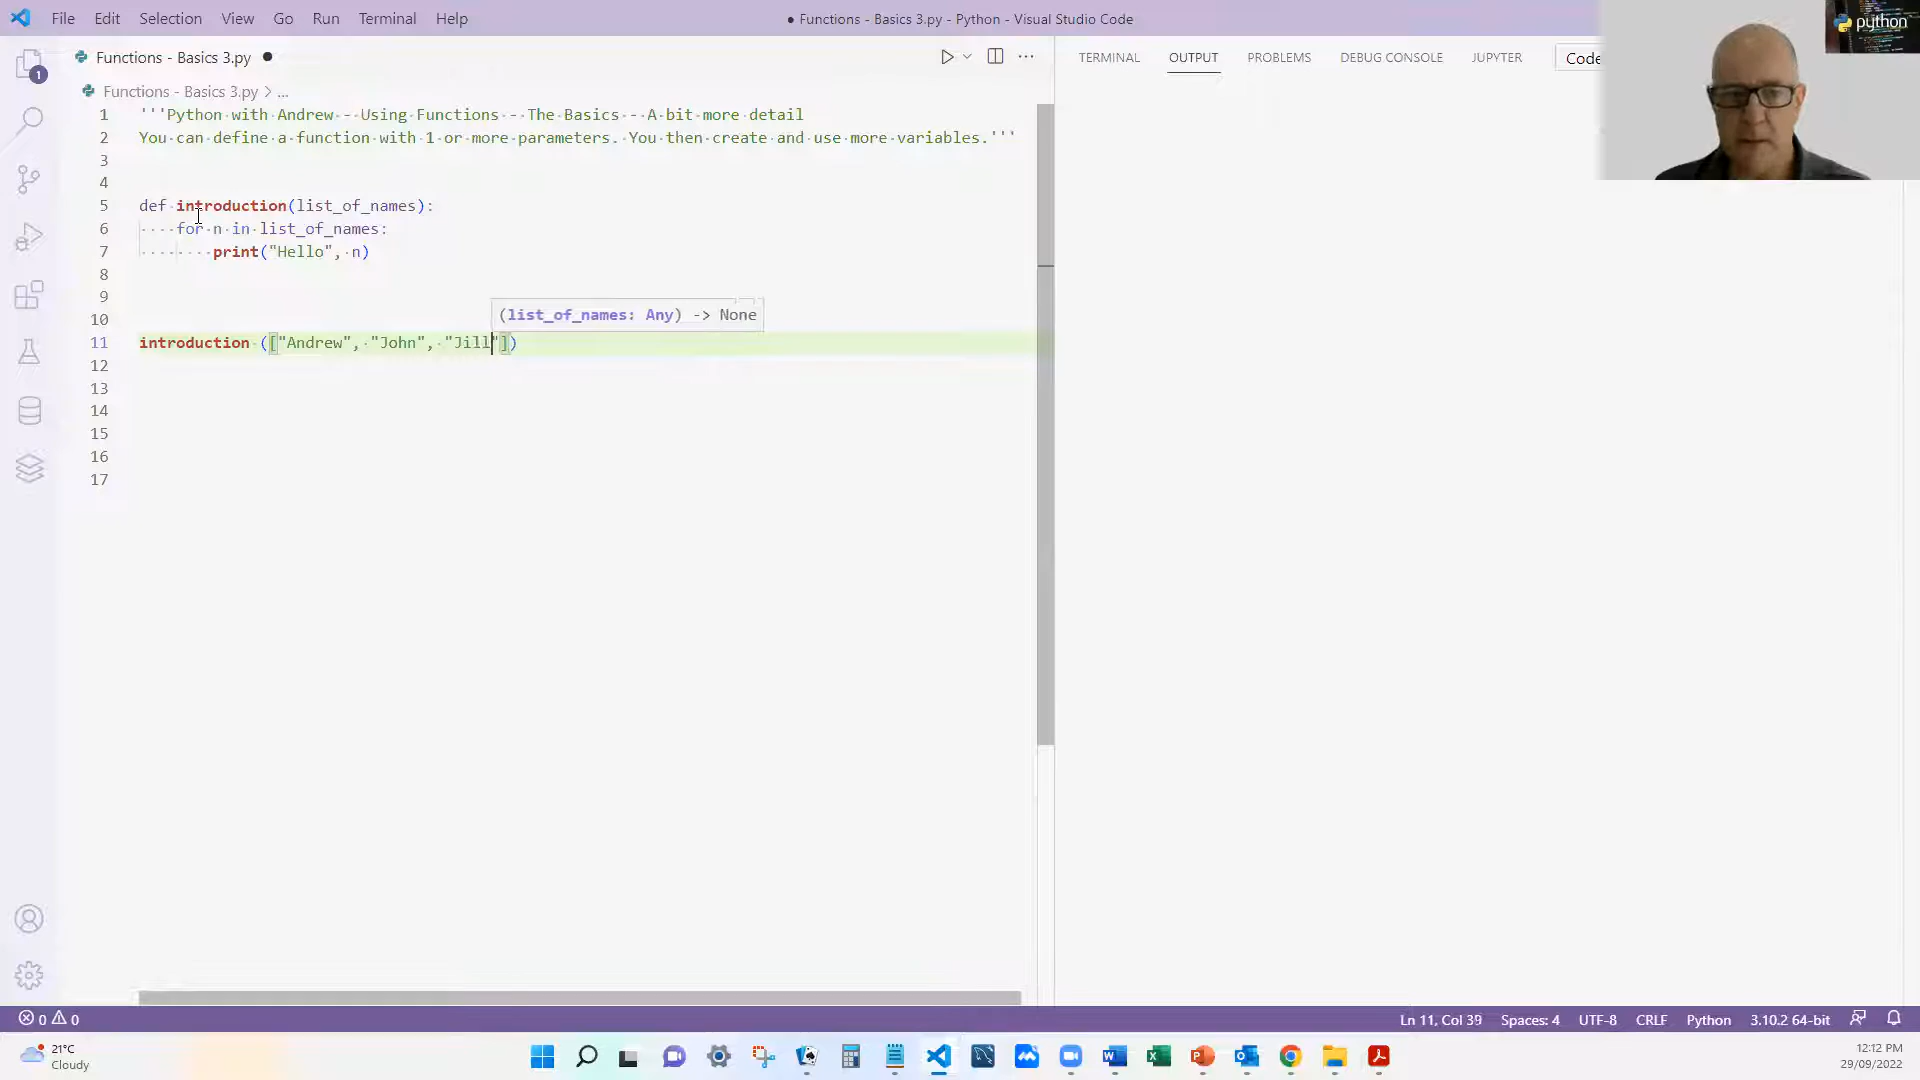 File Edit Selection View Go Run Terminal Help
● Functions - Basics 3.py - Python - Visual Studio Code
python
Functions - Basics 3.py ●
TERMINAL OUTPUT PROBLEMS DEBUG CONSOLE JUPYTER Code
1
Functions - Basics 3.py > ...
1 '''Python with Andrew - Using Functions - The Basics - A bit more detail
2 You can define a function with 1 or more parameters. You then create and use more variables.'''
3
4
5 def introduction(list_of_names):
6 for n in list_of_names:
7 print("Hello", n)
8
9
10
(list_of_names: Any) -> None
11 introduction (["Andrew", "John", "Jill"])
12
13
14
15
16
17
0 0
Ln 11, Col 39 Spaces: 4 UTF-8 CRLF Python 3.10.2 64-bit
21°C
Cloudy
12:12 PM
29/09/2022